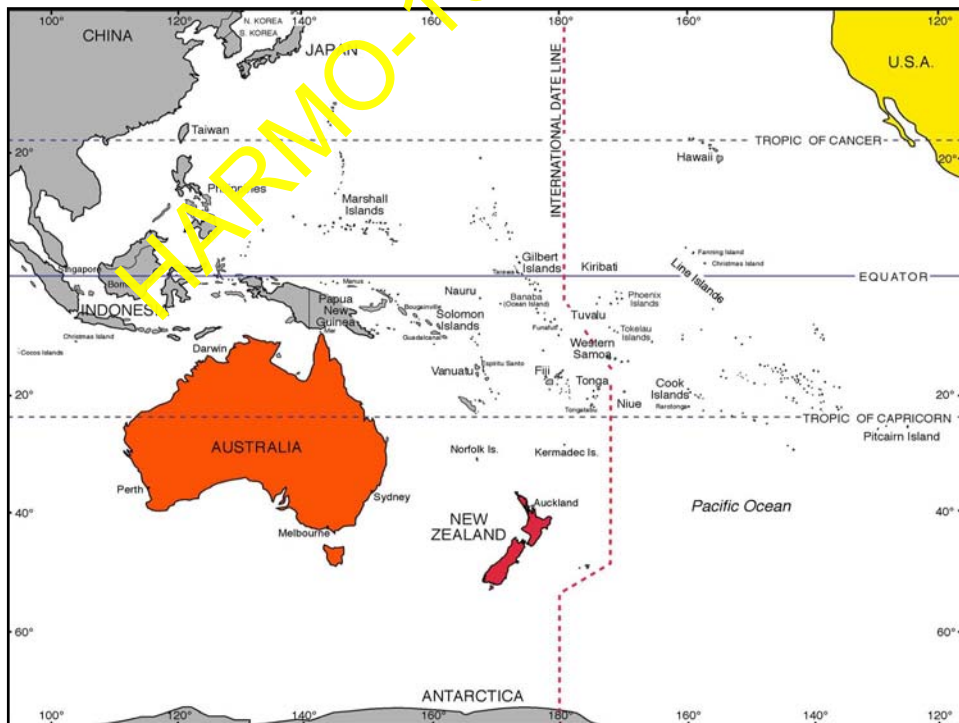 100°
120°
140°
160°
180°
160°
120°
N. KOREA
S. KOREA
CHINA
JAPAN
U.S.A.
HARMO-1
INTERNATIONAL DATE LINE
Taiwan
TROPIC OF CANCER
20°
20°
Hawaii
Philippines
Marshall
Islands
Gilbert
Islands
Kiribati
Fanning Island
Christmas Island
Line Islands
Singapore
Tarawa
EQUATOR
Manus
Nauru
Banaba
(Ocean Island)
Phoenix
Islands
INDONESIA
Papua
New
Guinea
Bougainville
Solomon
Islands
Tuvalu
Funafuti
Guadalcanal
Tokelau
Islands
Christmas Island
Cocos Islands
Darwin
Western
Samoa
Espiritu Santo
Vanuatu
Fiji
Tonga
Cook
Islands
20°
20°
Niue
Rarotonga
Tongatabu
TROPIC OF CAPRICORN
Pitcairn Island
AUSTRALIA
Norfolk Is.
Kermadec Is.
Perth
Sydney
Auckland
Pacific Ocean
40°
40°
NEW
ZEALAND
Melbourne
60°
60°
ANTARCTICA
100°
120°
140°
160°
180°
160°
140°
120°